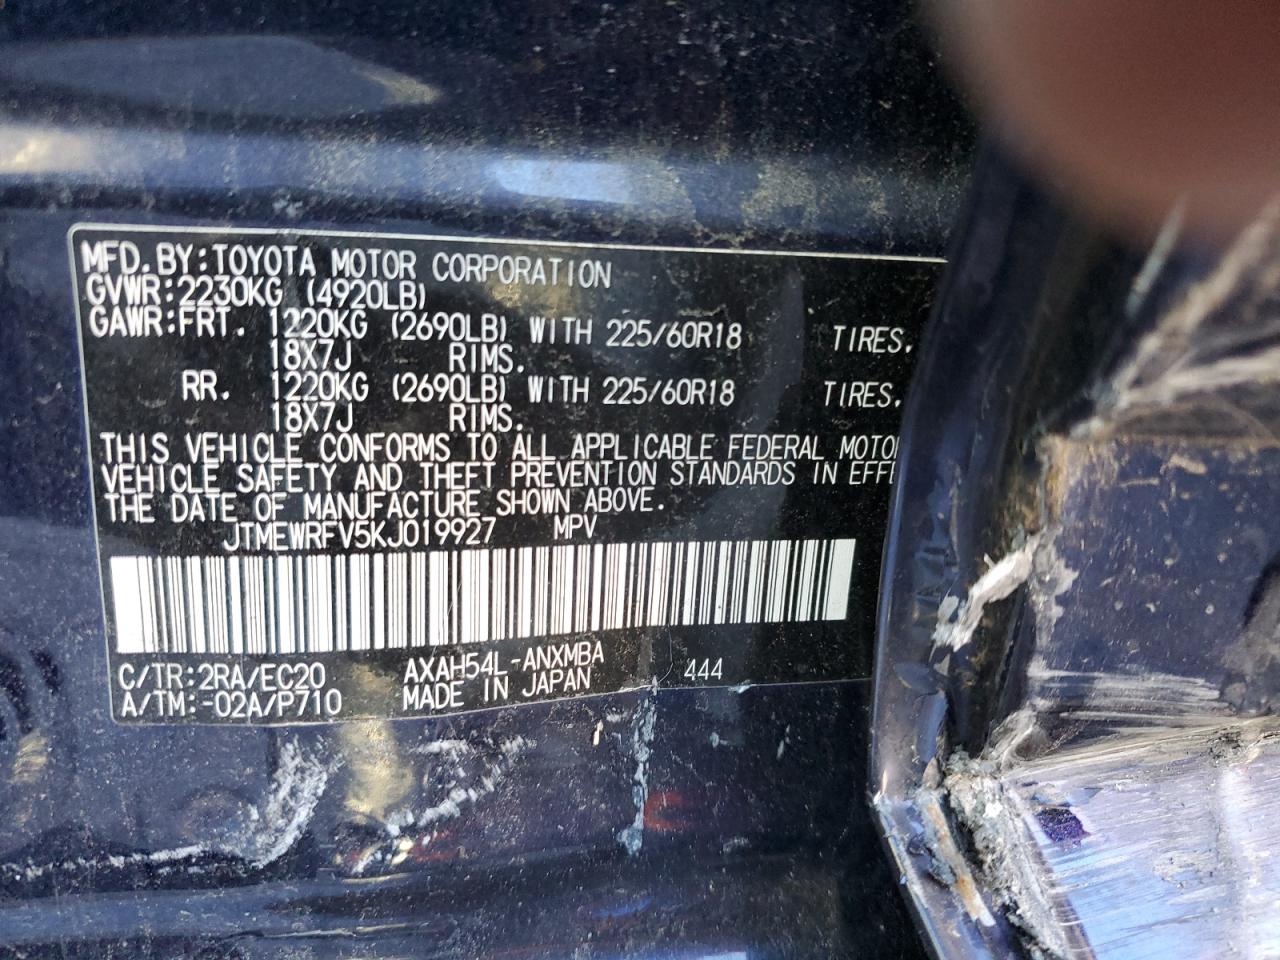 MFD. BY: TOYOTA MOTOR CORPORATION
GVWR: 2230KG (4920LB)
GAWR: FRT. 1220KG (2690LB) WITH 225/60R18 TIRES.
18X7J RIMS.
RR. 1220KG (2690LB) WITH 225/60R18 TIRES.
18X7J RIMS.
THIS VEHICLE CONFORMS TO ALL APPLICABLE FEDERAL MOTO
VEHICLE SAFETY AND THEFT PREVENTION STANDARDS IN EFFE
THE DATE OF MANUFACTURE SHOWN ABOVE.
JTMEWRFV5KJ019927 MPV
C/TR: 2RA/EC20 AXAH54L-ANXMBA 444
A/TM: -02A/P710 MADE IN JAPAN